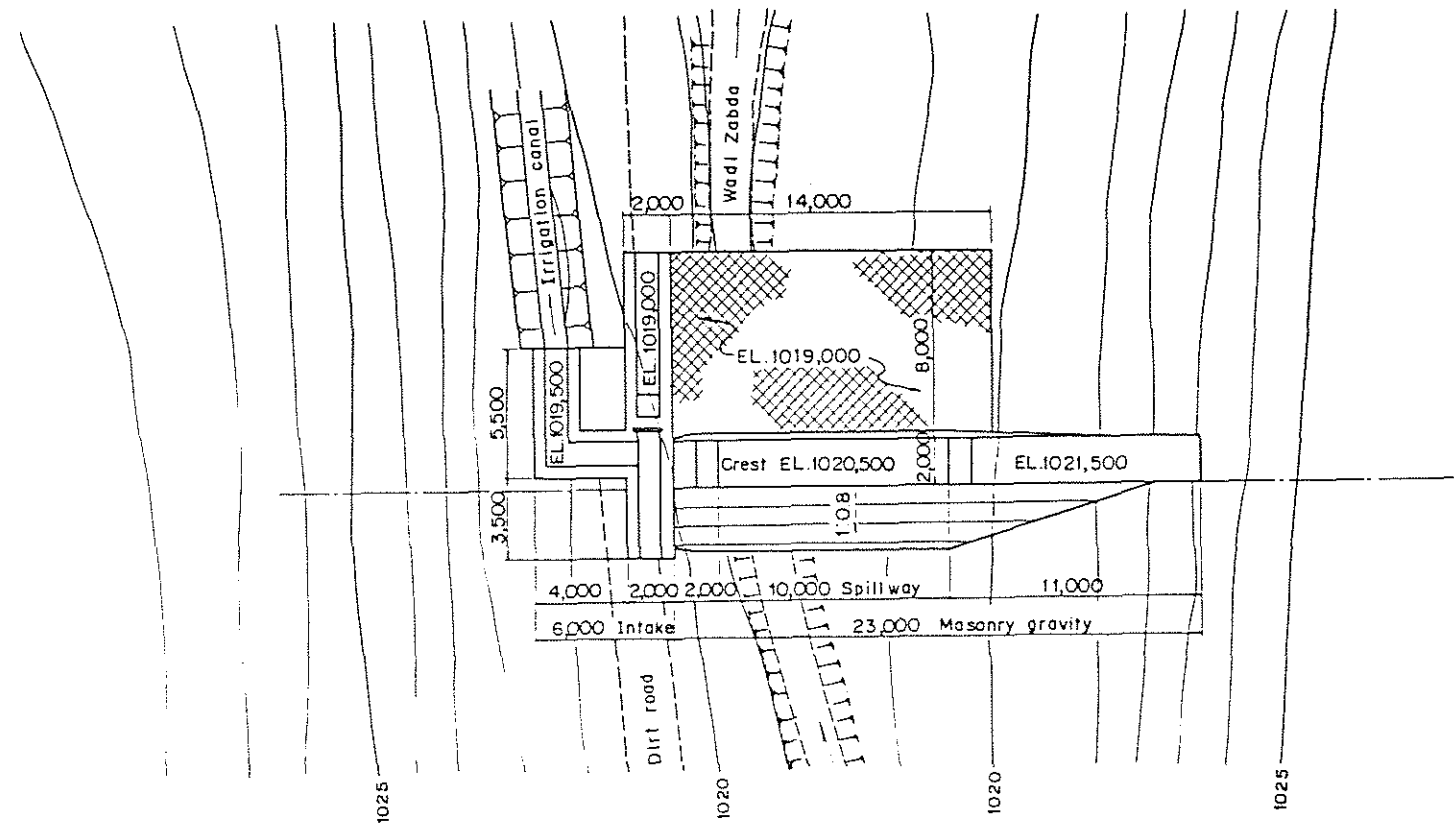 Wadi Zabda
Irrigation canal
2,000
14,000
EL.1019,000
EL.1019,000
8,000
5,500
EL.1019,500
Crest EL.1020,500
2,000
EL.1021,500
3,500
1:0.8
4,000
2,000
2,000
10,000 Spillway
11,000
6,000 Intake
23,000 Masonry gravity
Dirt road
1025
1020
1020
1025